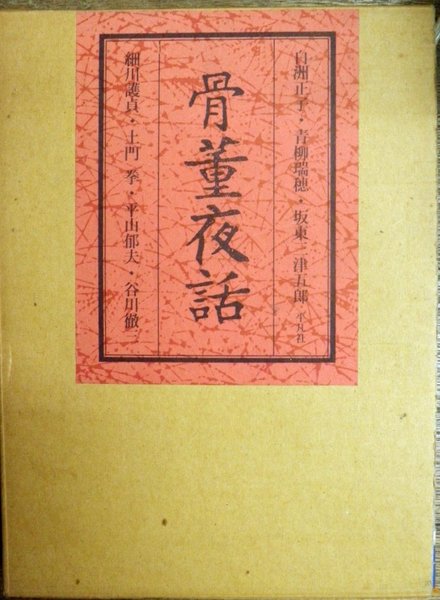 白洲正子・青柳瑞穂・坂東三津五郎 平凡社
骨董夜話
細川護貞・土門拳・平山郁夫・谷川徹三